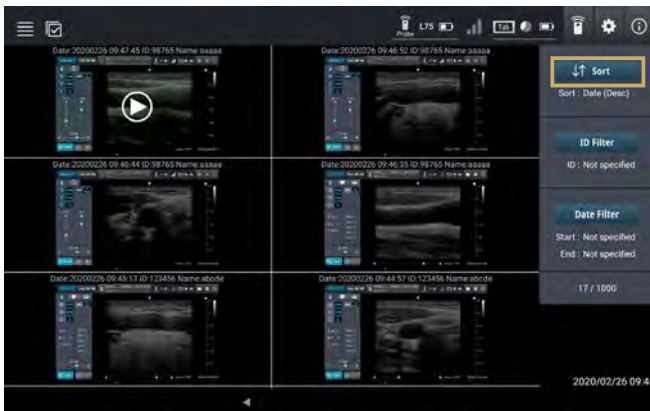 Probe L75 Tab
Date:20200226 09:47:45 ID:98765 Name:aaaaa
Date:20200226 09:46:52 ID:98765 Name:aaaaa
Date:20200226 09:46:44 ID:98765 Name:aaaaa
Date:20200226 09:46:35 ID:98765 Name:aaaaa
Date:20200226 09:45:13 ID:123456 Name:abcde
Date:20200226 09:44:57 ID:123456 Name:abcde
Sort
Sort : Date (Desc)
ID Filter
ID : Not specified
Date Filter
Start : Not specified
End : Not specified
17 / 1000
2020/02/26 09:4